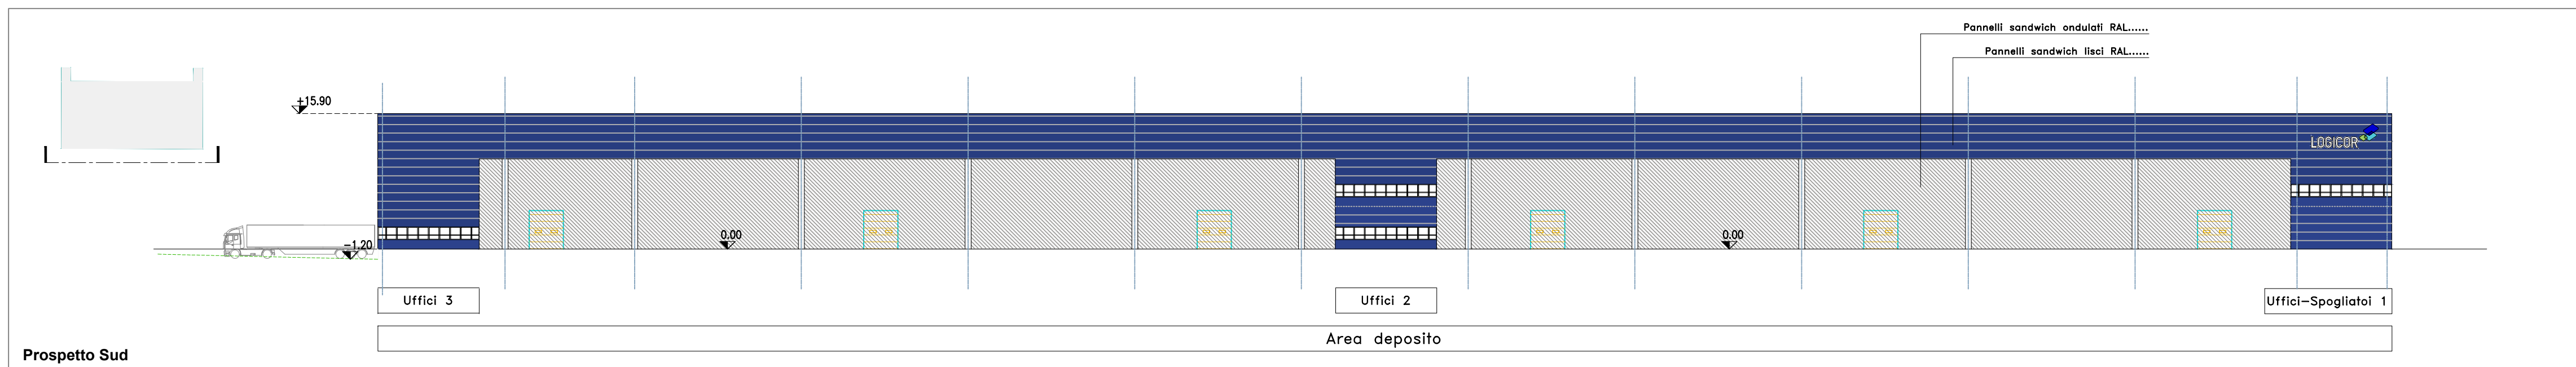 Pannelli sandwich ondulati RAL......
Pannelli sandwich lisci RAL......
+15.90
LOGICOR
-1.20
0.00
0.00
Uffici 3
Uffici 2
Uffici-Spogliatoi 1
Area deposito
Prospetto Sud